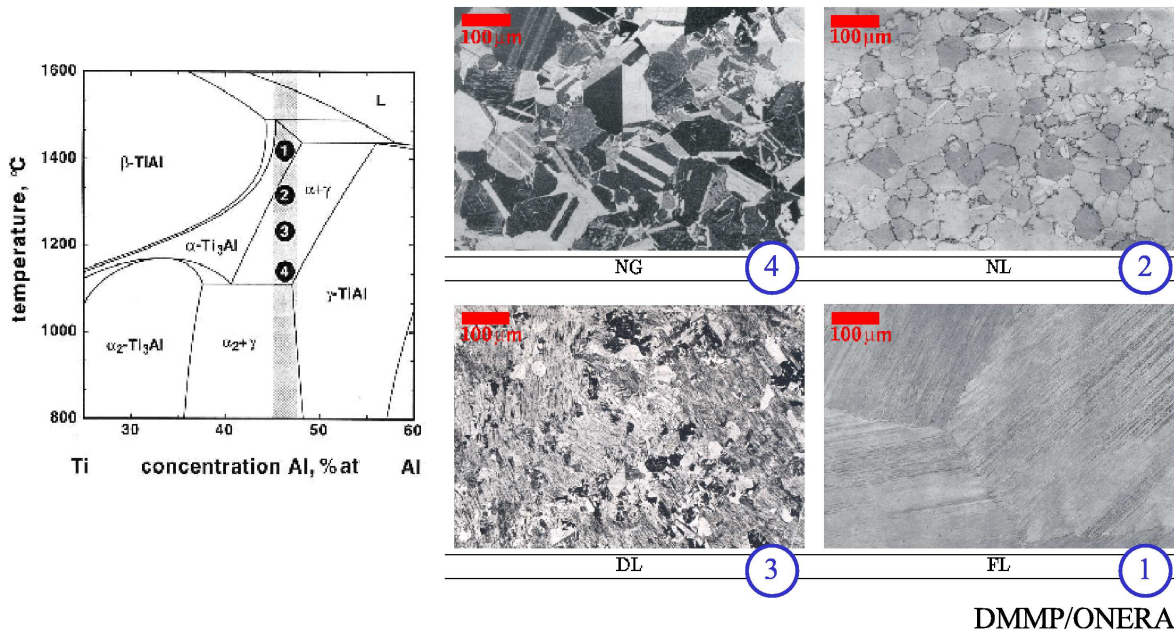 1600
1400
1200
1000
800
temperature, °C
L
β-TiAl
1
2
α+γ
3
α-Ti₃Al
4
γ-TiAl
α₂-Ti₃Al
α₂+γ
30
40
50
60
Ti
concentration Al, %at
Al
100μm
NG
4
100μm
NL
2
100μm
DL
3
100μm
FL
1
DMMP/ONERA